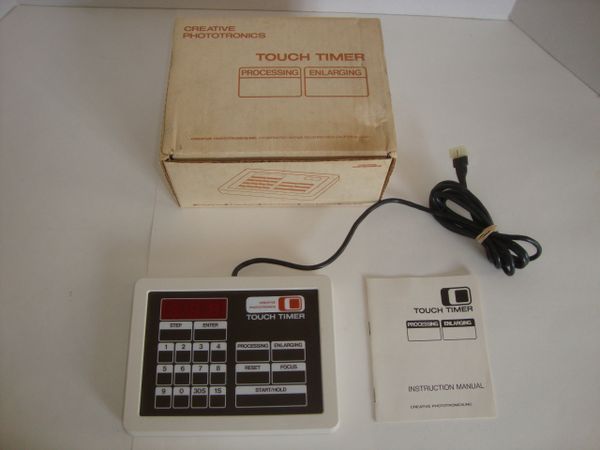 CREATIVE
PHOTOTRONICS
TOUCH TIMER
PROCESSING ENLARGING
CREATIVE
PHOTOTRONICS
TOUCH TIMER
STEP ENTER
1 2 3 4
5 6 7 8
9 0 30S 1S
PROCESSING ENLARGING
RESET FOCUS
START/HOLD
TOUCH TIMER
PROCESSING ENLARGING
INSTRUCTION MANUAL
CREATIVE PHOTOTRONICS, INC.